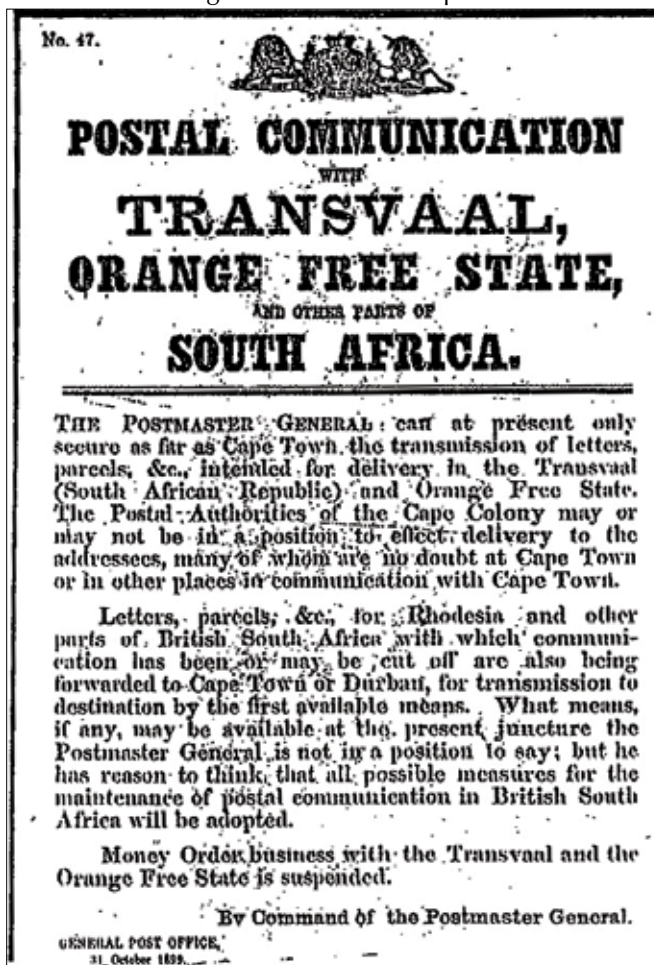 No. 47.
POSTAL COMMUNICATION
WITH
TRANSVAAL,
ORANGE FREE STATE,
AND OTHER PARTS OF
SOUTH AFRICA.
THE POSTMASTER GENERAL can at present only
secure as far as Cape Town the transmission of letters,
parcels, &c., intended for delivery in the Transvaal
(South African Republic) and Orange Free State.
The Postal Authorities of the Cape Colony may or
may not be in a position to effect delivery to the
addressees, many of whom are no doubt at Cape Town
or in other places in communication with Cape Town.
Letters, parcels, &c., for Rhodesia and other
parts of British South Africa with which communi-
cation has been or may be cut off are also being
forwarded to Cape Town or Durban, for transmission to
destination by the first available means. What means,
if any, may be available at the present juncture the
Postmaster General is not in a position to say; but he
has reason to think that all possible measures for the
maintenance of postal communication in British South
Africa will be adopted.
Money Order business with the Transvaal and the
Orange Free State is suspended.
By Command of the Postmaster General.
GENERAL POST OFFICE,
31 October 1899.